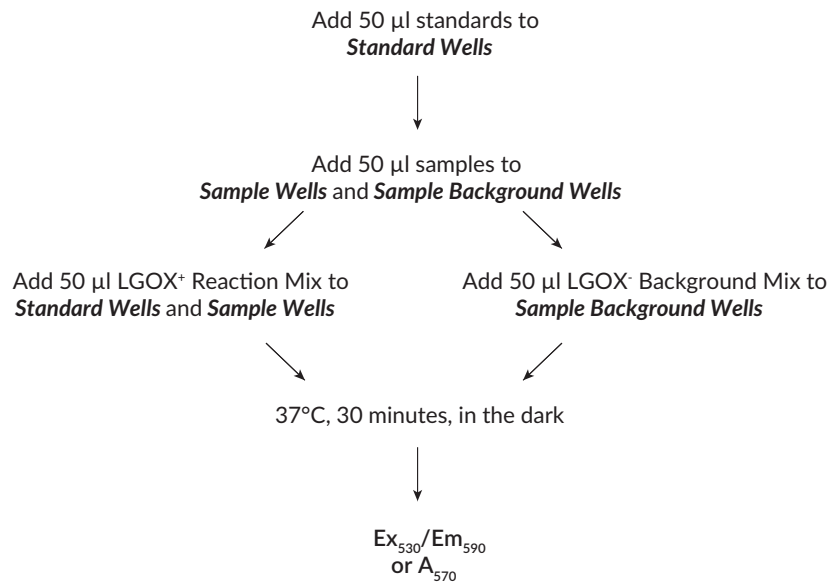 Add 50 µl standards to
Standard Wells
Add 50 µl samples to
Sample Wells and Sample Background Wells
Add 50 µl LGOX⁺ Reaction Mix to
Standard Wells and Sample Wells
Add 50 µl LGOX⁻ Background Mix to
Sample Background Wells
37°C, 30 minutes, in the dark
Ex₅₃₀/Em₅₉₀
or A₅₇₀